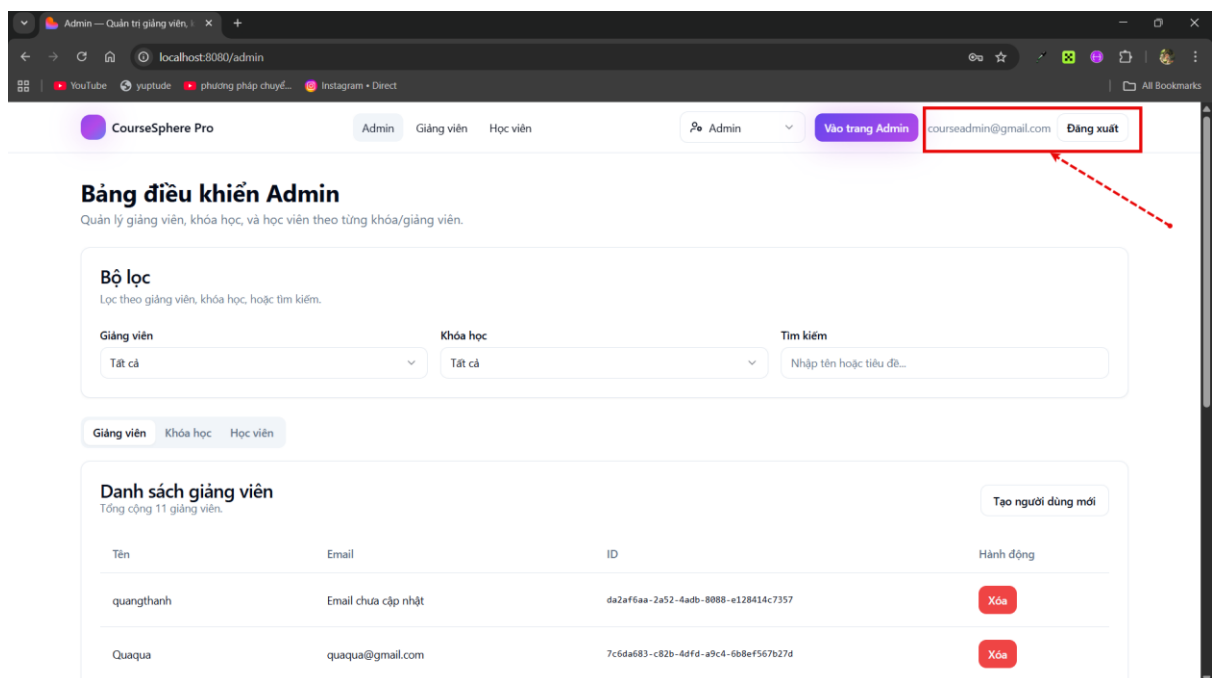 Admin — Quản trị giảng viên,
localhost:8080/admin
YouTube yuptude phương pháp chuyể... Instagram • Direct All Bookmarks
CourseSphere Pro Admin Giảng viên Học viên Admin Vào trang Admin courseadmin@gmail.com Đăng xuất
Bảng điều khiển Admin
Quản lý giảng viên, khóa học, và học viên theo từng khóa/giảng viên.
Bộ lọc
Lọc theo giảng viên, khóa học, hoặc tìm kiếm.
Giảng viên Khóa học Tìm kiếm
Tất cả Tất cả Nhập tên hoặc tiêu đề...
Giảng viên Khóa học Học viên
Danh sách giảng viên
Tổng cộng 11 giảng viên.
Tạo người dùng mới
Tên Email ID Hành động
quangthanh Email chưa cập nhật da2af6aa-2a52-4adb-8088-e128414c7357 Xóa
Quaqua quaqua@gmail.com 7c6da683-c82b-4dfd-a9c4-6b8ef567b27d Xóa